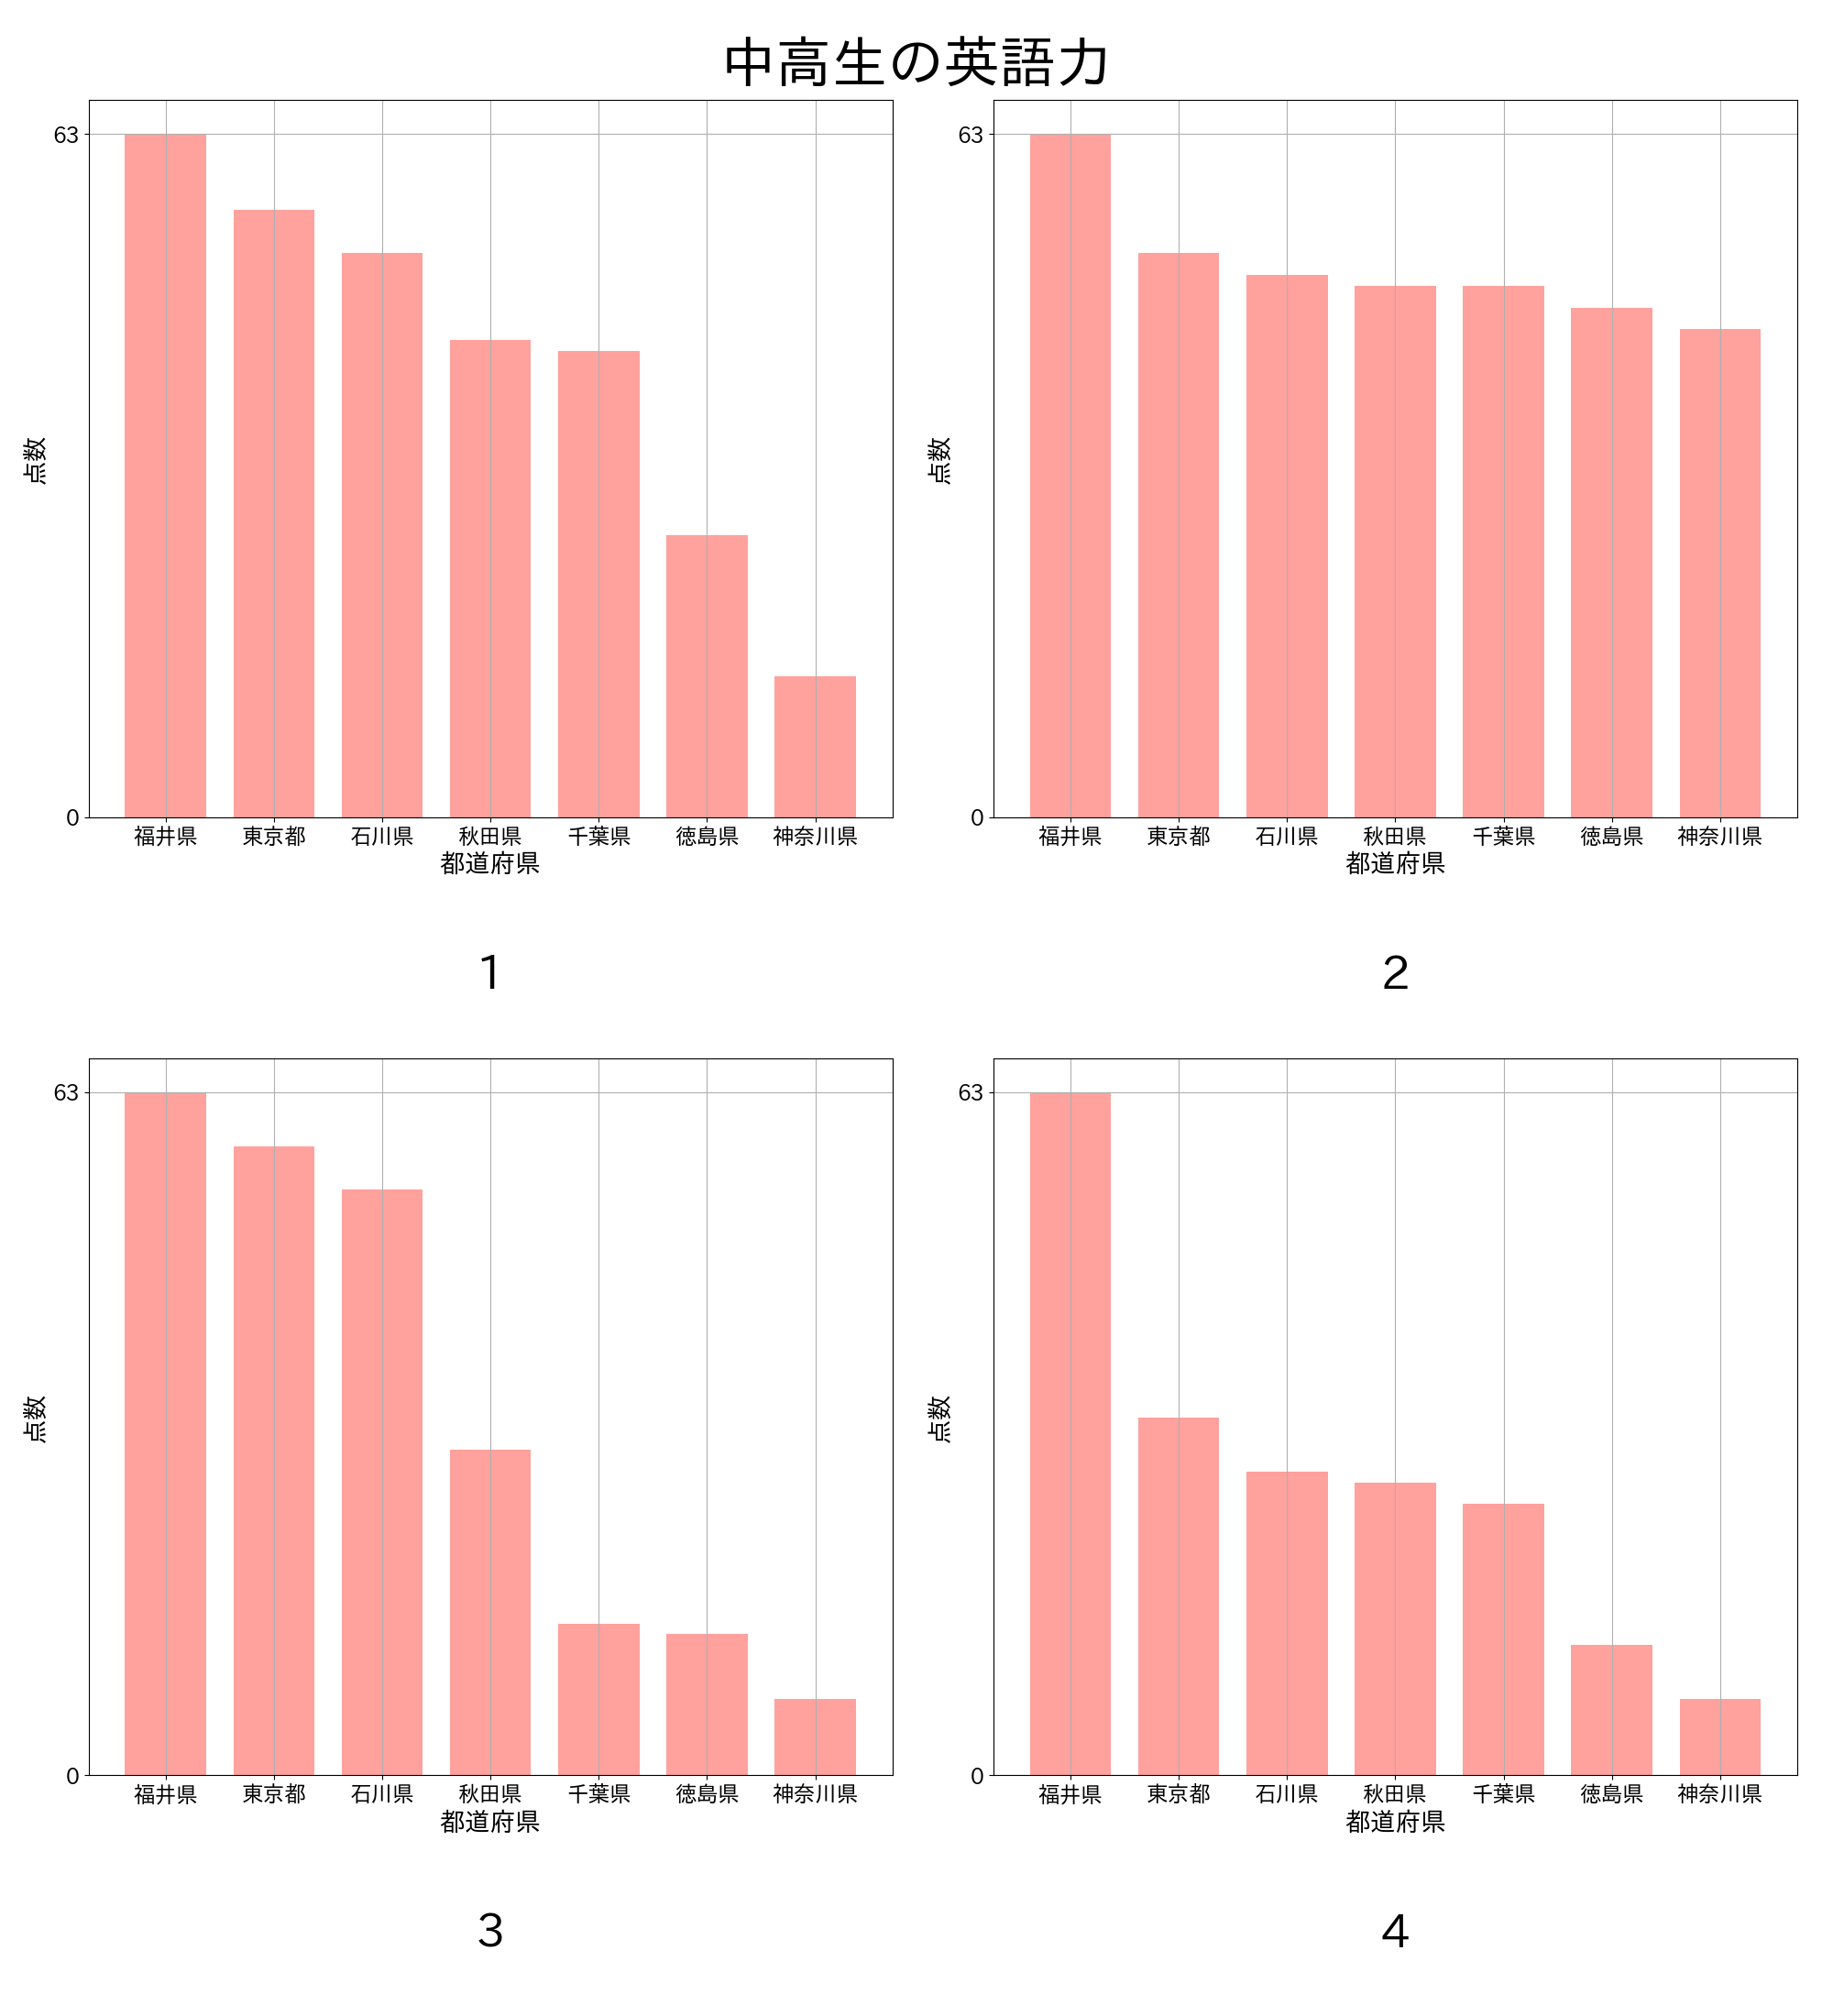 中高生の英語力
63
点数
0
福井県 東京都 石川県 秋田県 千葉県 徳島県 神奈川県
都道府県
1
63
点数
0
福井県 東京都 石川県 秋田県 千葉県 徳島県 神奈川県
都道府県
2
63
点数
0
福井県 東京都 石川県 秋田県 千葉県 徳島県 神奈川県
都道府県
3
63
点数
0
福井県 東京都 石川県 秋田県 千葉県 徳島県 神奈川県
都道府県
4